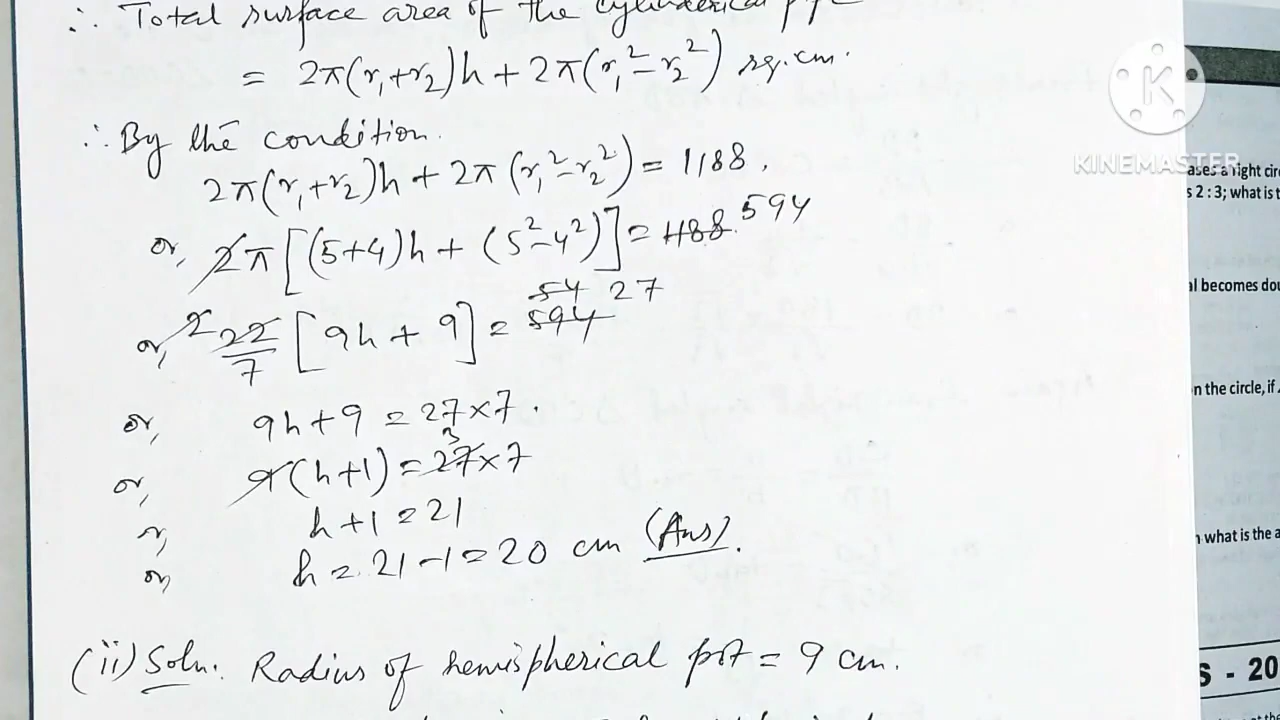 ∴ Total surface area of the cylinderical
= 2π(r₁+r₂)h + 2π(r₁²-r₂²) sq.cm.
∴ By the condition.
2π(r₁+r₂)h + 2π(r₁²-r₂²) = 1188.
or, 2π[(5+4)h + (5²-4²)] = 1188 594
54 27
or, 2 22/7 [9h + 9] = 594
or, 9h+9 = 27×7.
3
or, 9(h+1) = 27×7
or, h+1 = 21
or, h = 21-1 = 20 cm (Ans).
(ii) Soln. Radius of hemispherical pot = 9 cm.
K
KINEMASTER
ases a right cir
s 2 : 3; what is t
al becomes dou
n the circle, if
what is the a
S - 20